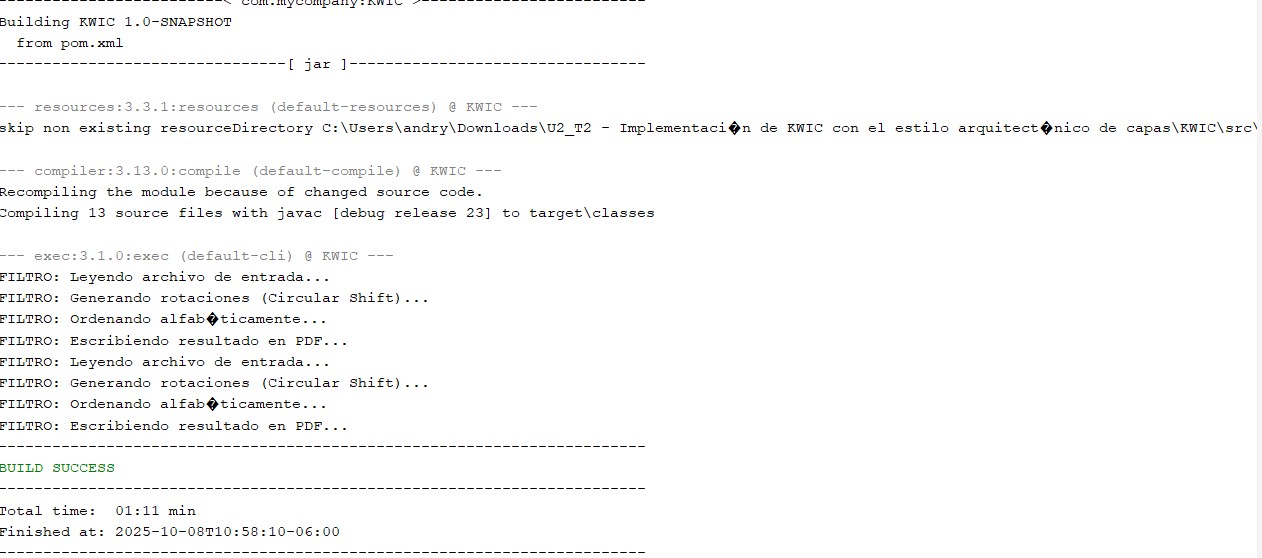 -------------------------< com.mycompany:KWIC >--------------------------
Building KWIC 1.0-SNAPSHOT
  from pom.xml
--------------------------------[ jar ]---------------------------------

--- resources:3.3.1:resources (default-resources) @ KWIC ---
skip non existing resourceDirectory C:\Users\andry\Downloads\U2_T2 - Implementaci�n de KWIC con el estilo arquitect�nico de capas\KWIC\src\

--- compiler:3.13.0:compile (default-compile) @ KWIC ---
Recompiling the module because of changed source code.
Compiling 13 source files with javac [debug release 23] to target\classes

--- exec:3.1.0:exec (default-cli) @ KWIC ---
FILTRO: Leyendo archivo de entrada...
FILTRO: Generando rotaciones (Circular Shift)...
FILTRO: Ordenando alfab�ticamente...
FILTRO: Escribiendo resultado en PDF...
FILTRO: Leyendo archivo de entrada...
FILTRO: Generando rotaciones (Circular Shift)...
FILTRO: Ordenando alfab�ticamente...
FILTRO: Escribiendo resultado en PDF...
------------------------------------------------------------------------
BUILD SUCCESS
------------------------------------------------------------------------
Total time:  01:11 min
Finished at: 2025-10-08T10:58:10-06:00
------------------------------------------------------------------------